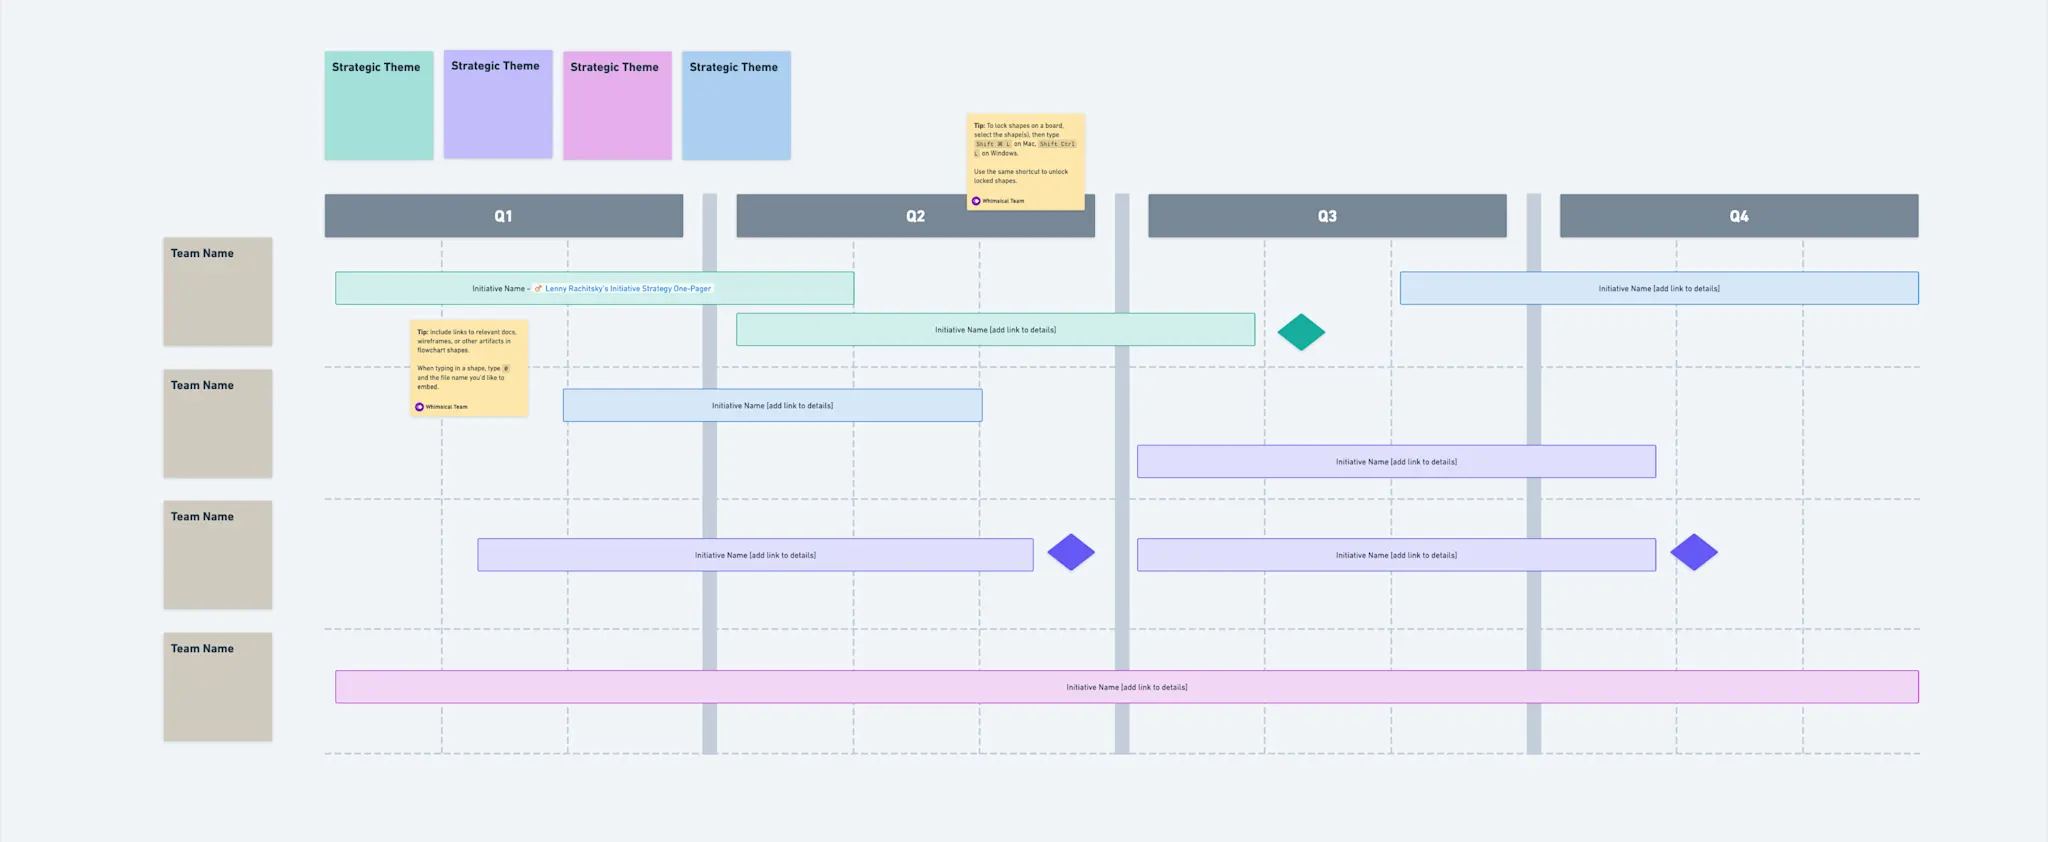 Strategic Theme
Strategic Theme
Strategic Theme
Strategic Theme
Tip: To lock shapes on a board,
select the shape(s), then type
Shift ⌘ L on Mac, Shift Ctrl
L on Windows.
Use the same shortcut to unlock
locked shapes.
Whimsical Team
Q1
Q2
Q3
Q4
Team Name
Initiative Name - Lenny Rachitsky's Initiative Strategy One-Pager
Initiative Name [add link to details]
Initiative Name [add link to details]
Tip: Include links to relevant docs,
wireframes, or other artifacts in
flowchart shapes.
When typing in a shape, type @
and the file name you'd like to
embed.
Whimsical Team
Team Name
Initiative Name [add link to details]
Initiative Name [add link to details]
Team Name
Initiative Name [add link to details]
Initiative Name [add link to details]
Team Name
Initiative Name [add link to details]